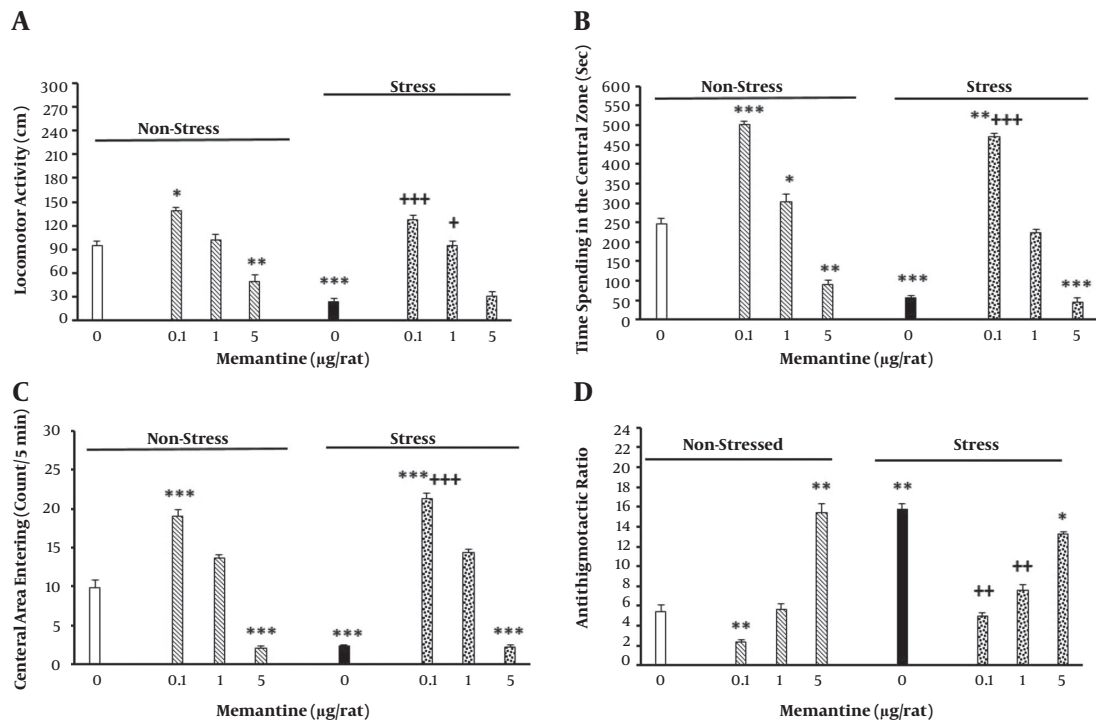 A
Locomotor Activity (cm)
300
270
240
210
180
150
120
90
60
30
0
Non-Stress
Stress
*
**
***
+++
+
0 0.1 1 5 0 0.1 1 5
Memantine (μg/rat)
B
Time Spending in the Central Zone (Sec)
600
550
500
450
400
350
300
250
200
150
100
50
0
Non-Stress
Stress
***
*
**
***
**+++
***
0 0.1 1 5 0 0.1 1 5
Memantine (μg/rat)
C
Centeral Area Entering (Count/5 min)
30
25
20
15
10
5
0
Non-Stress
Stress
***
***
***
***+++
***
0 0.1 1 5 0 0.1 1 5
Memantine (μg/rat)
D
Antithigmotactic Ratio
24
22
20
18
16
14
12
10
8
6
4
2
0
Non-Stressed
Stress
**
**
**
++
++
*
0 0.1 1 5 0 0.1 1 5
Memantine (μg/rat)